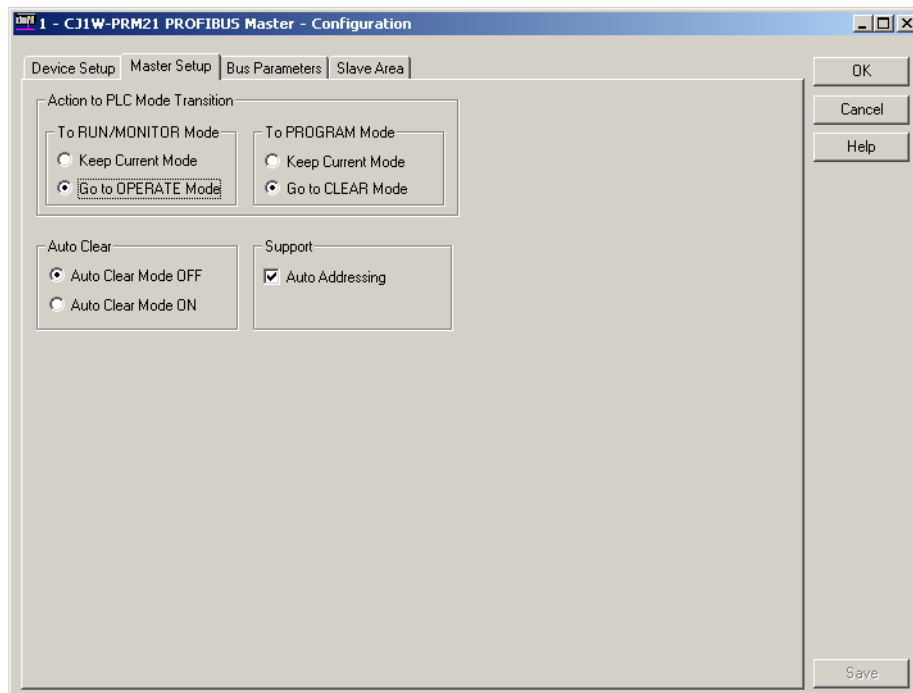 1 - CJ1W-PRM21 PROFIBUS Master - Configuration
Device Setup Master Setup Bus Parameters Slave Area
OK
Cancel
Help
Action to PLC Mode Transition
To RUN/MONITOR Mode
Keep Current Mode
Go to OPERATE Mode
To PROGRAM Mode
Keep Current Mode
Go to CLEAR Mode
Auto Clear
Auto Clear Mode OFF
Auto Clear Mode ON
Support
Auto Addressing
Save